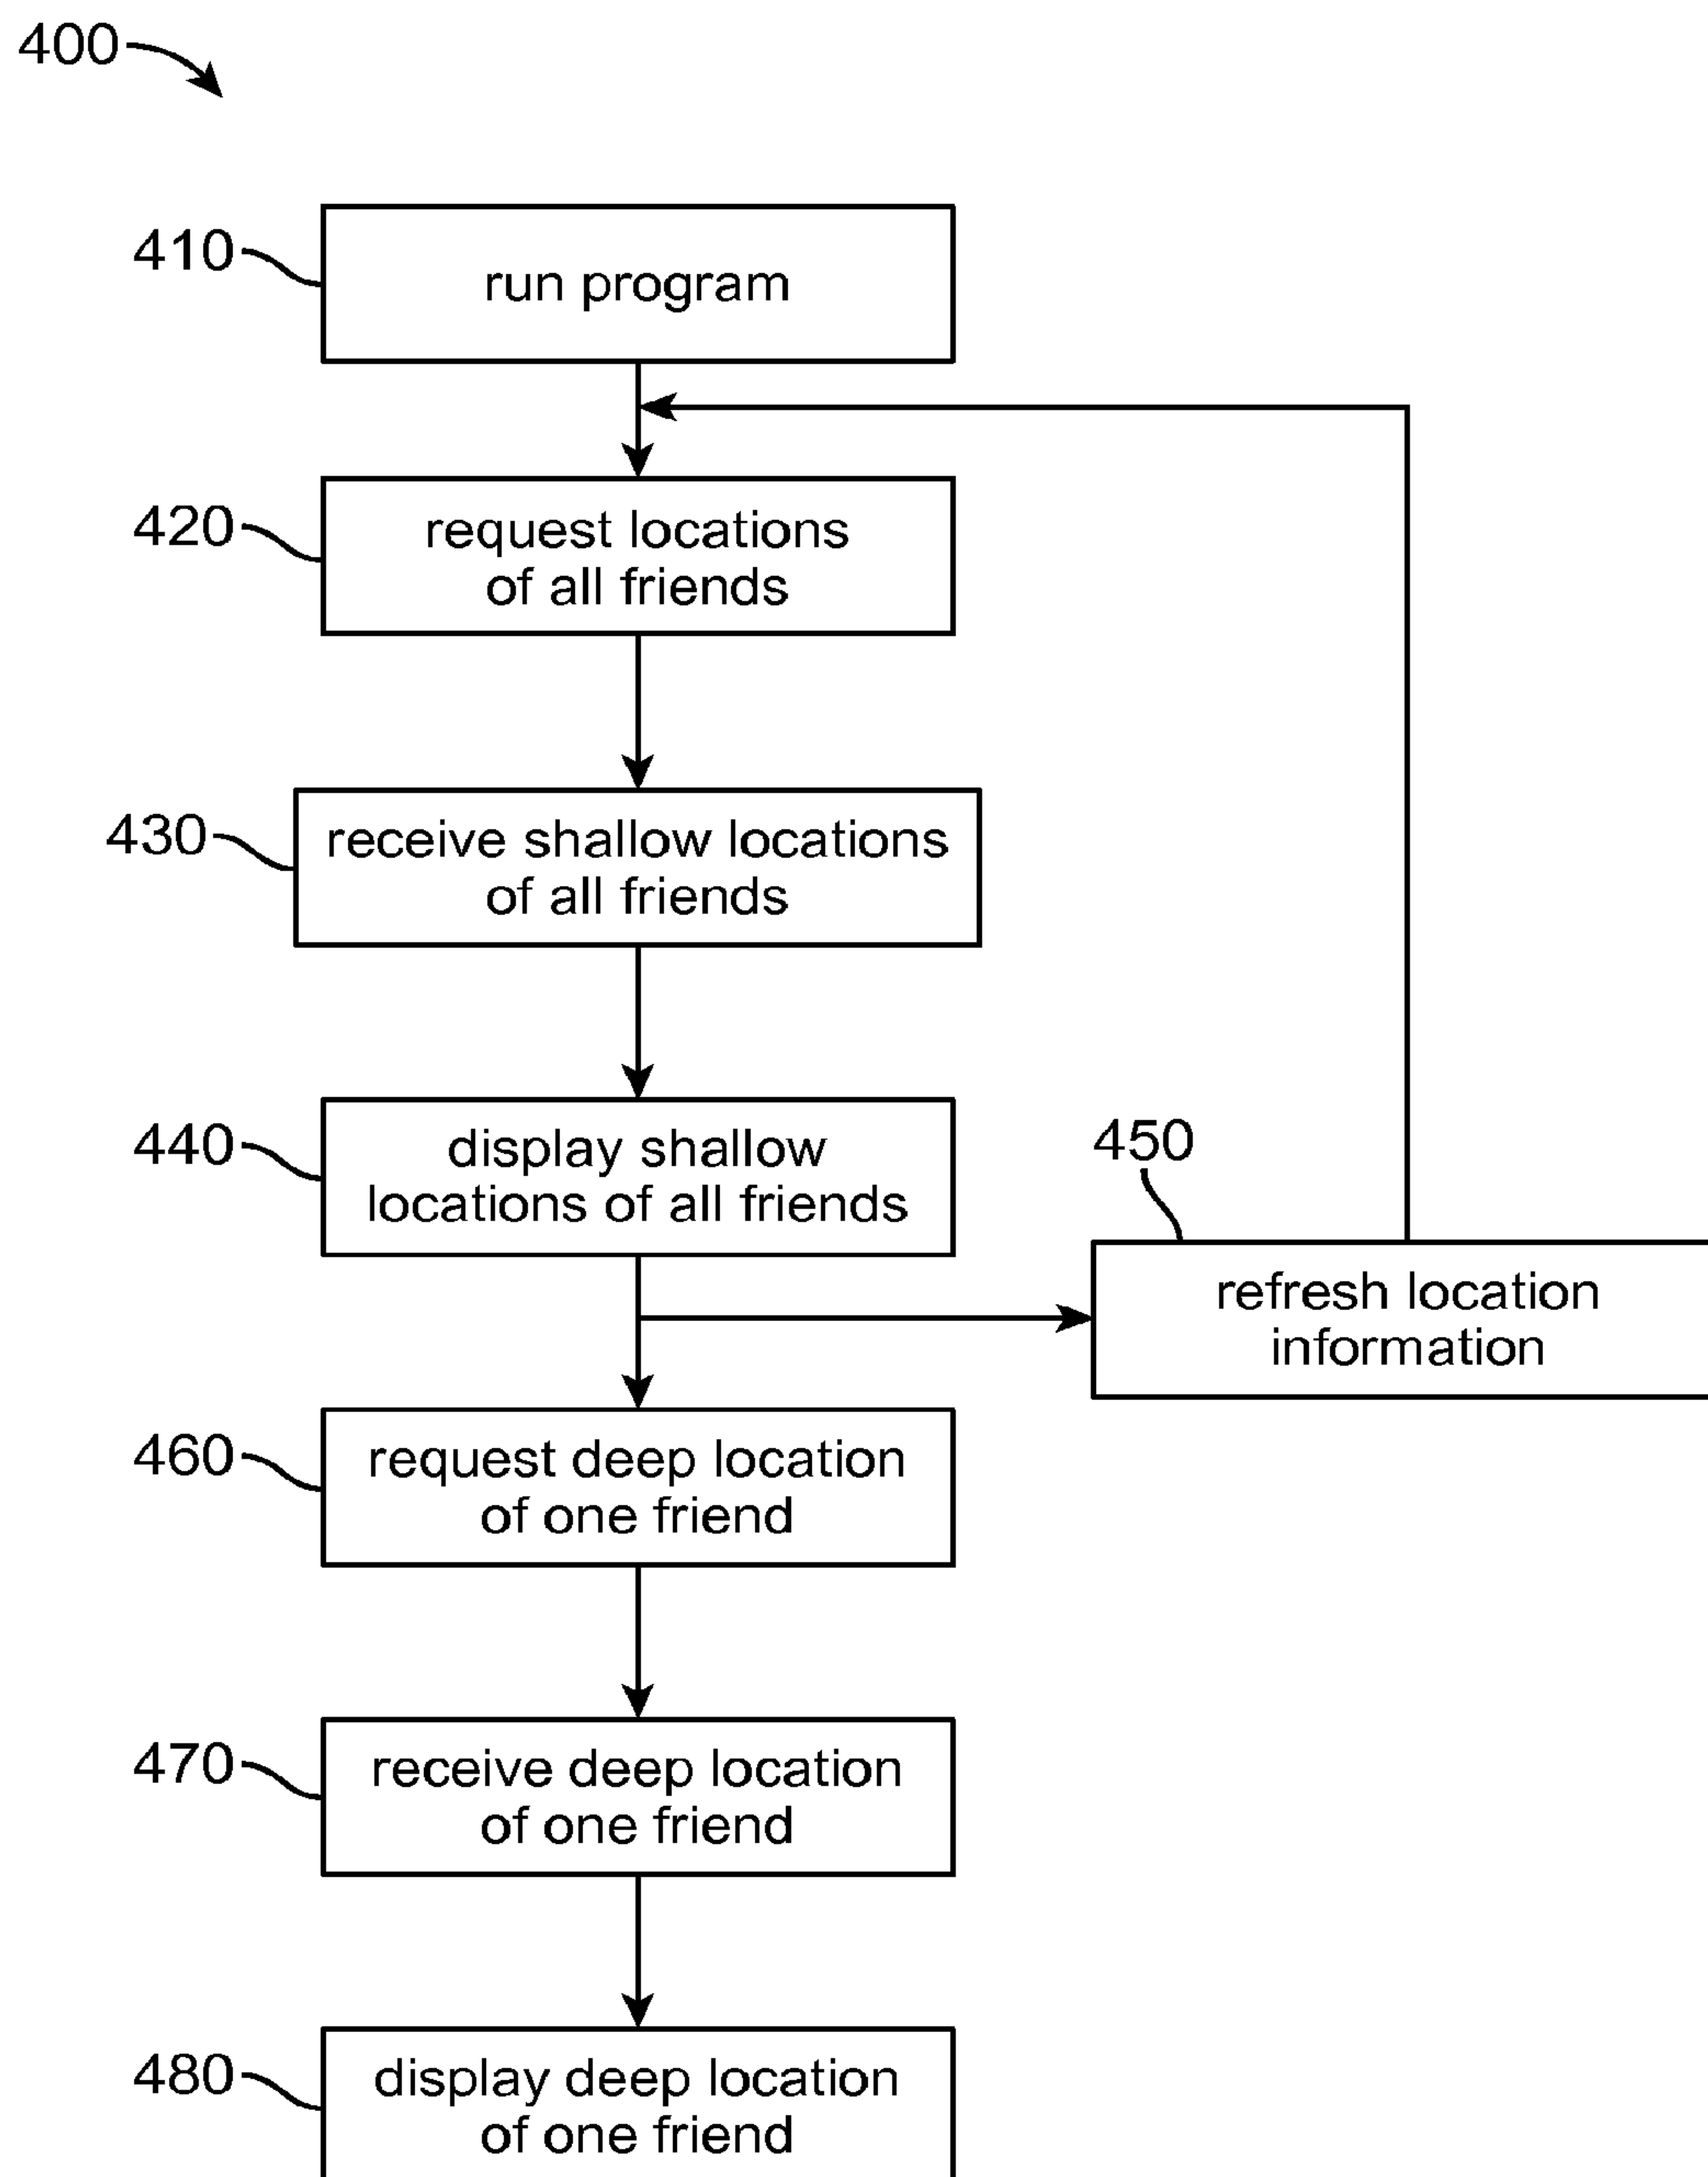 400
410
run program
420
request locations
of all friends
430
receive shallow locations
of all friends
440
display shallow
locations of all friends
450
refresh location
information
460
request deep location
of one friend
470
receive deep location
of one friend
480
display deep location
of one friend